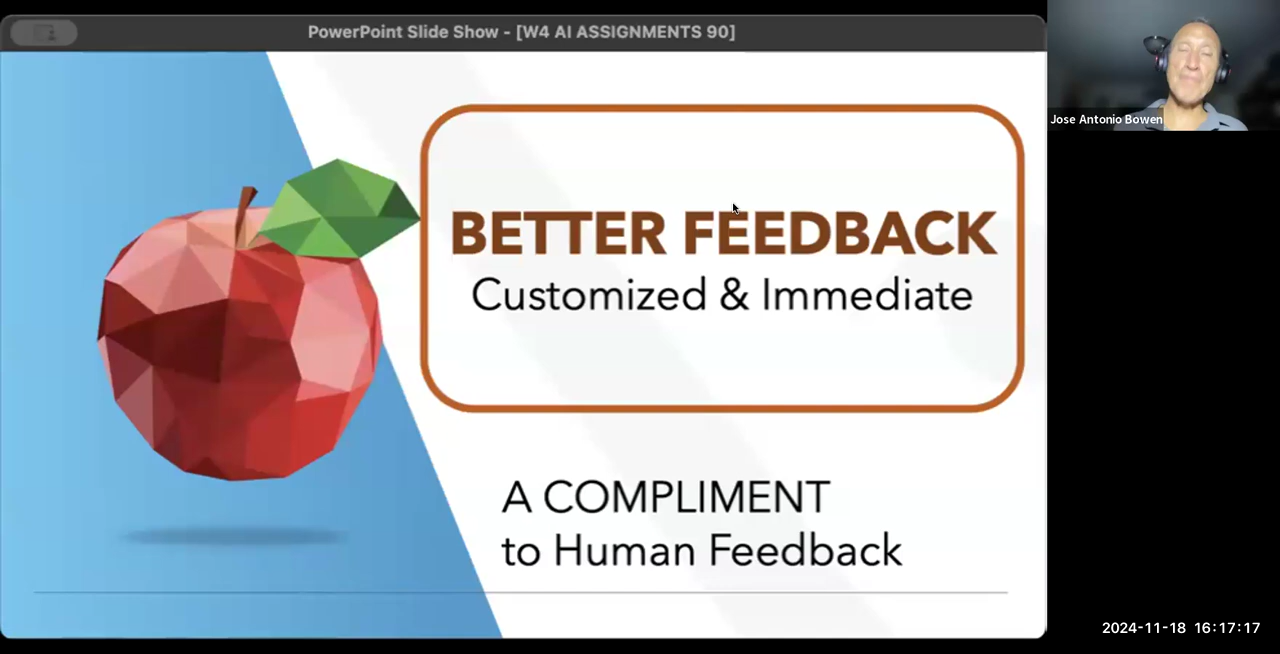 PowerPoint Slide Show - [W4 AI ASSIGNMENTS 90]
Jose Antonio Bowen
BETTER FEEDBACK
Customized & Immediate
A COMPLIMENT
to Human Feedback
2024-11-18 16:17:17